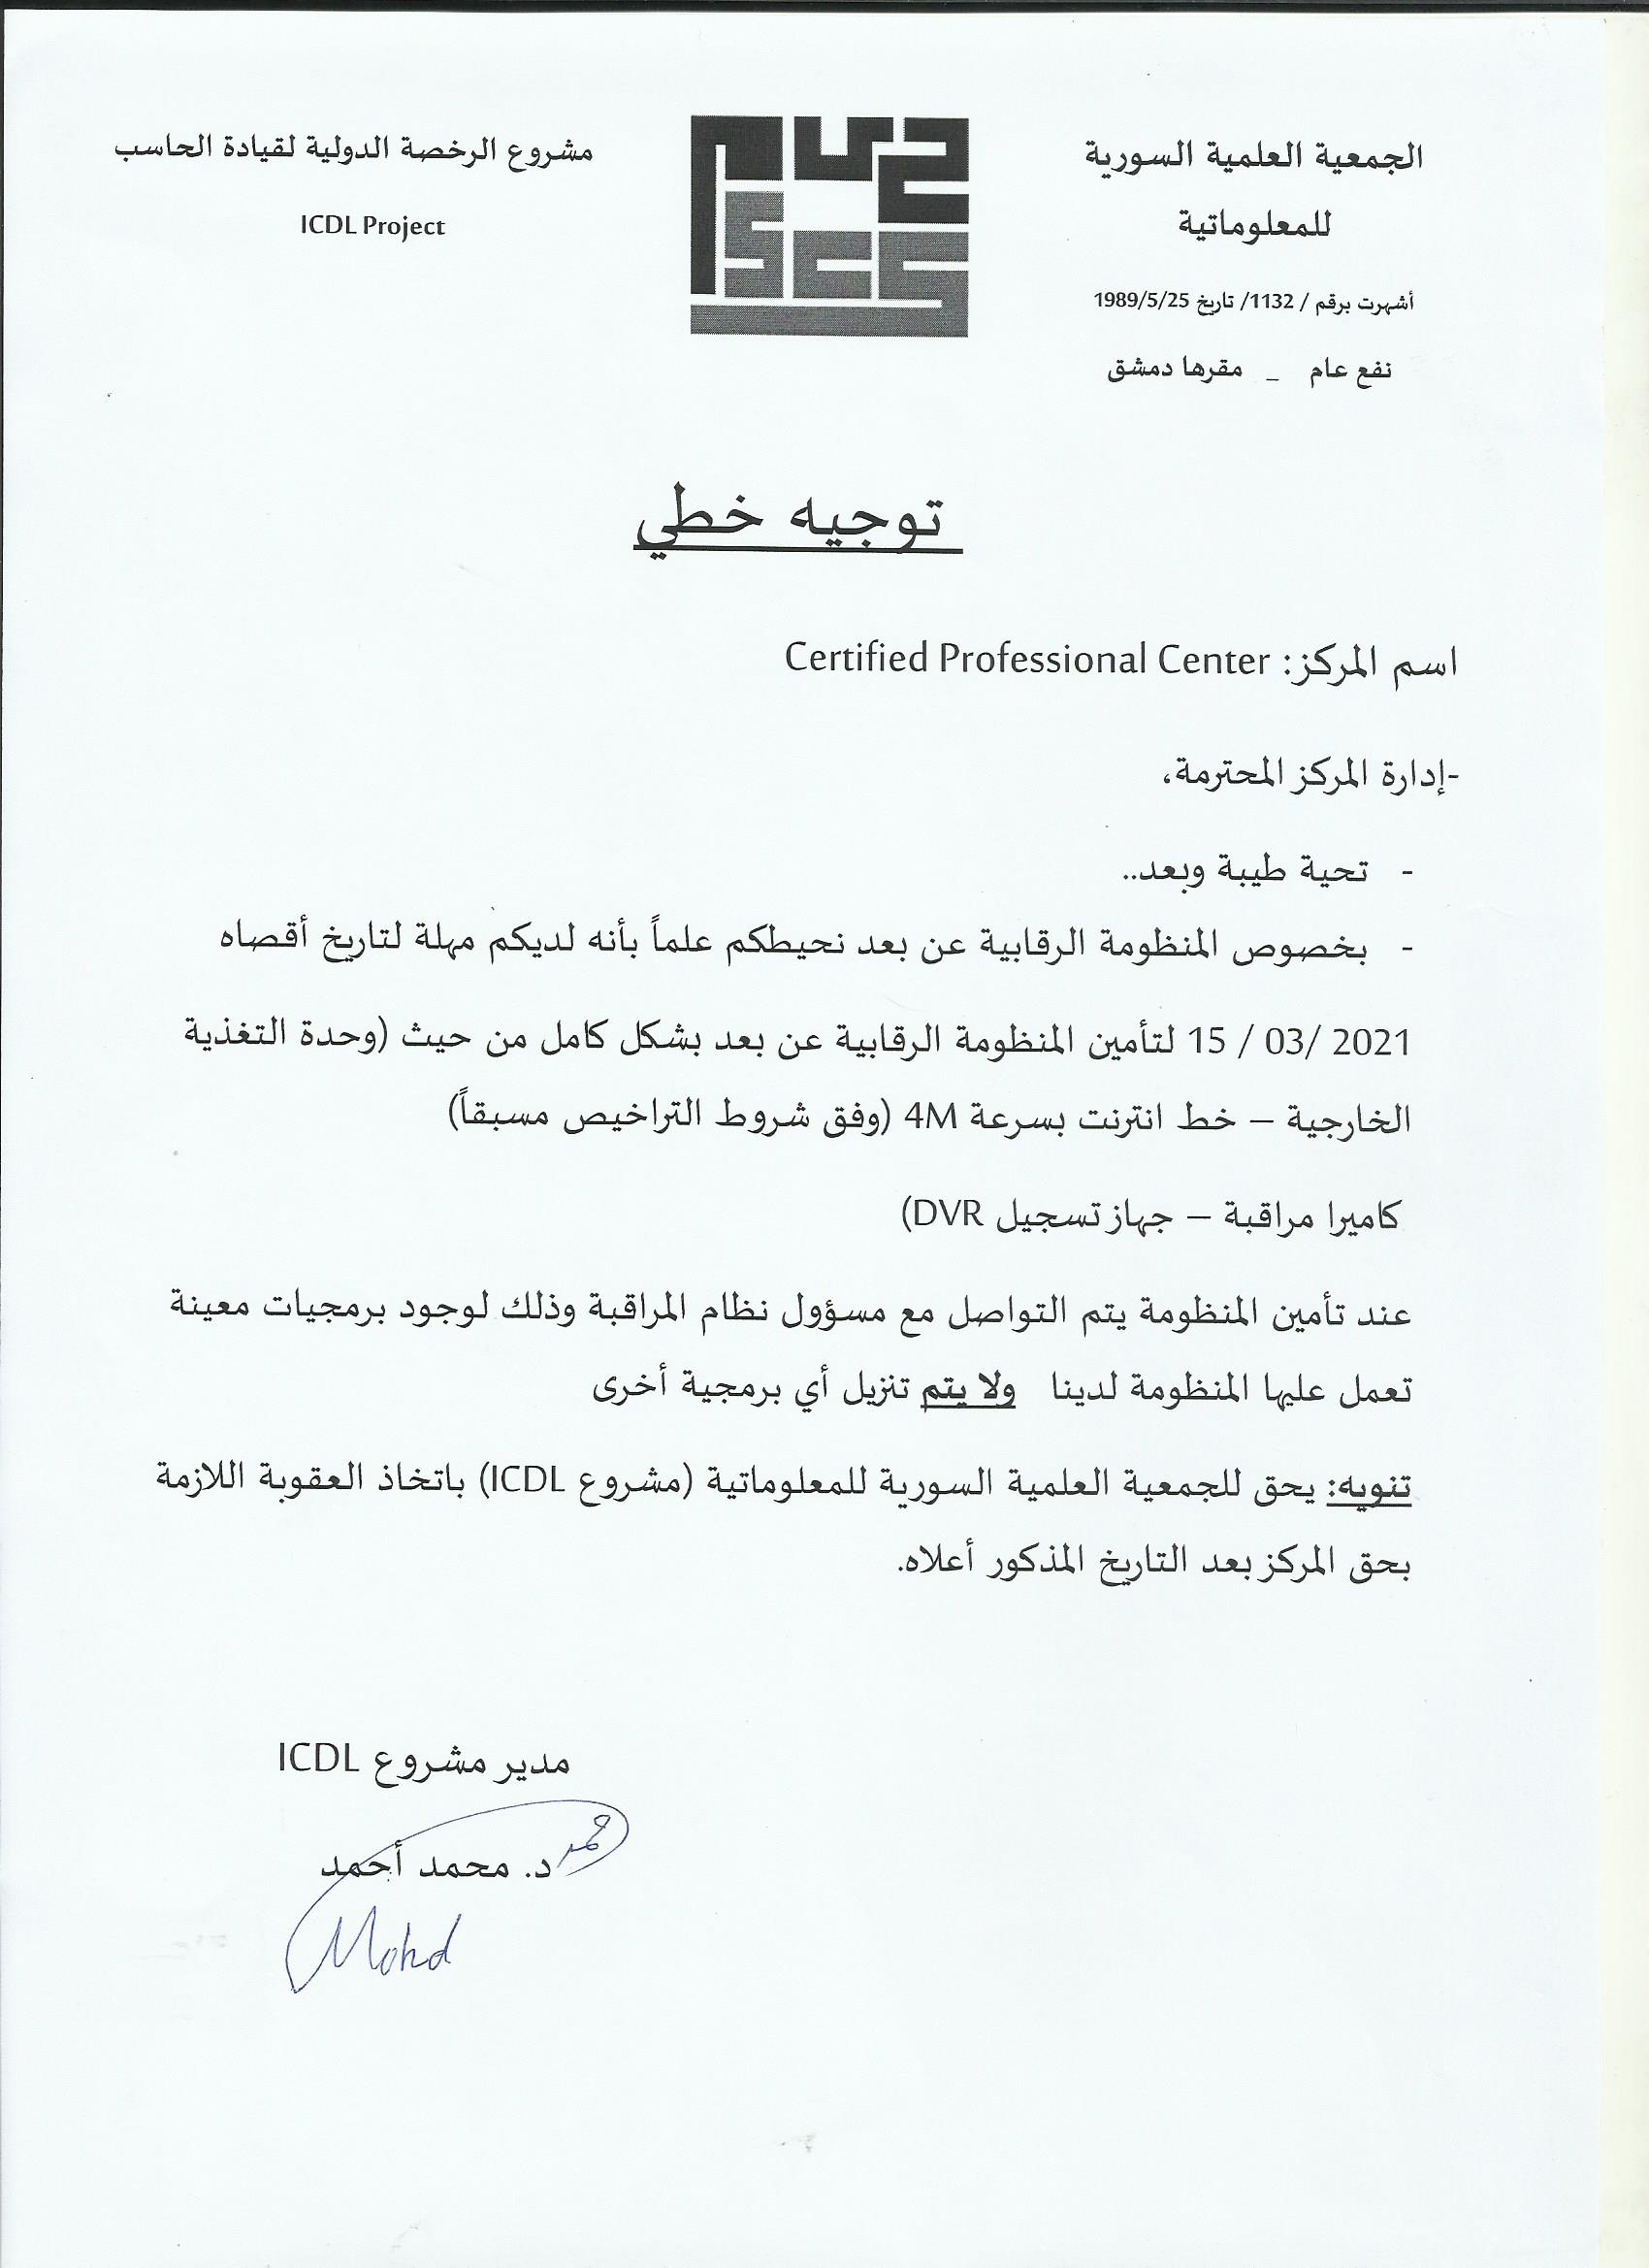 الجمعية العلمية السورية
للمعلوماتية
أشهرت برقم / 1132/ تاريخ 1989/5/25
نفع عام _ مقرها دمشق
SCS
مشروع الرخصة الدولية لقيادة الحاسب
ICDL Project
توجيه خطي
اسم المركز: Certified Professional Center
-إدارة المركز المحترمة،
- تحية طيبة وبعد..
- بخصوص المنظومة الرقابية عن بعد نحيطكم علماً بأنه لديكم مهلة لتاريخ أقصاه
15 / 03/ 2021 لتأمين المنظومة الرقابية عن بعد بشكل كامل من حيث (وحدة التغذية
الخارجية – خط انترنت بسرعة 4M (وفق شروط التراخيص مسبقاً)
كاميرا مراقبة – جهاز تسجيل DVR)
عند تأمين المنظومة يتم التواصل مع مسؤول نظام المراقبة وذلك لوجود برمجيات معينة
تعمل عليها المنظومة لدينا ولا يتم تنزيل أي برمجية أخرى
تنويه: يحق للجمعية العلمية السورية للمعلوماتية (مشروع ICDL) باتخاذ العقوبة اللازمة
بحق المركز بعد التاريخ المذكور أعلاه.
مدير مشروع ICDL
د. محمد أحمد
Mohd